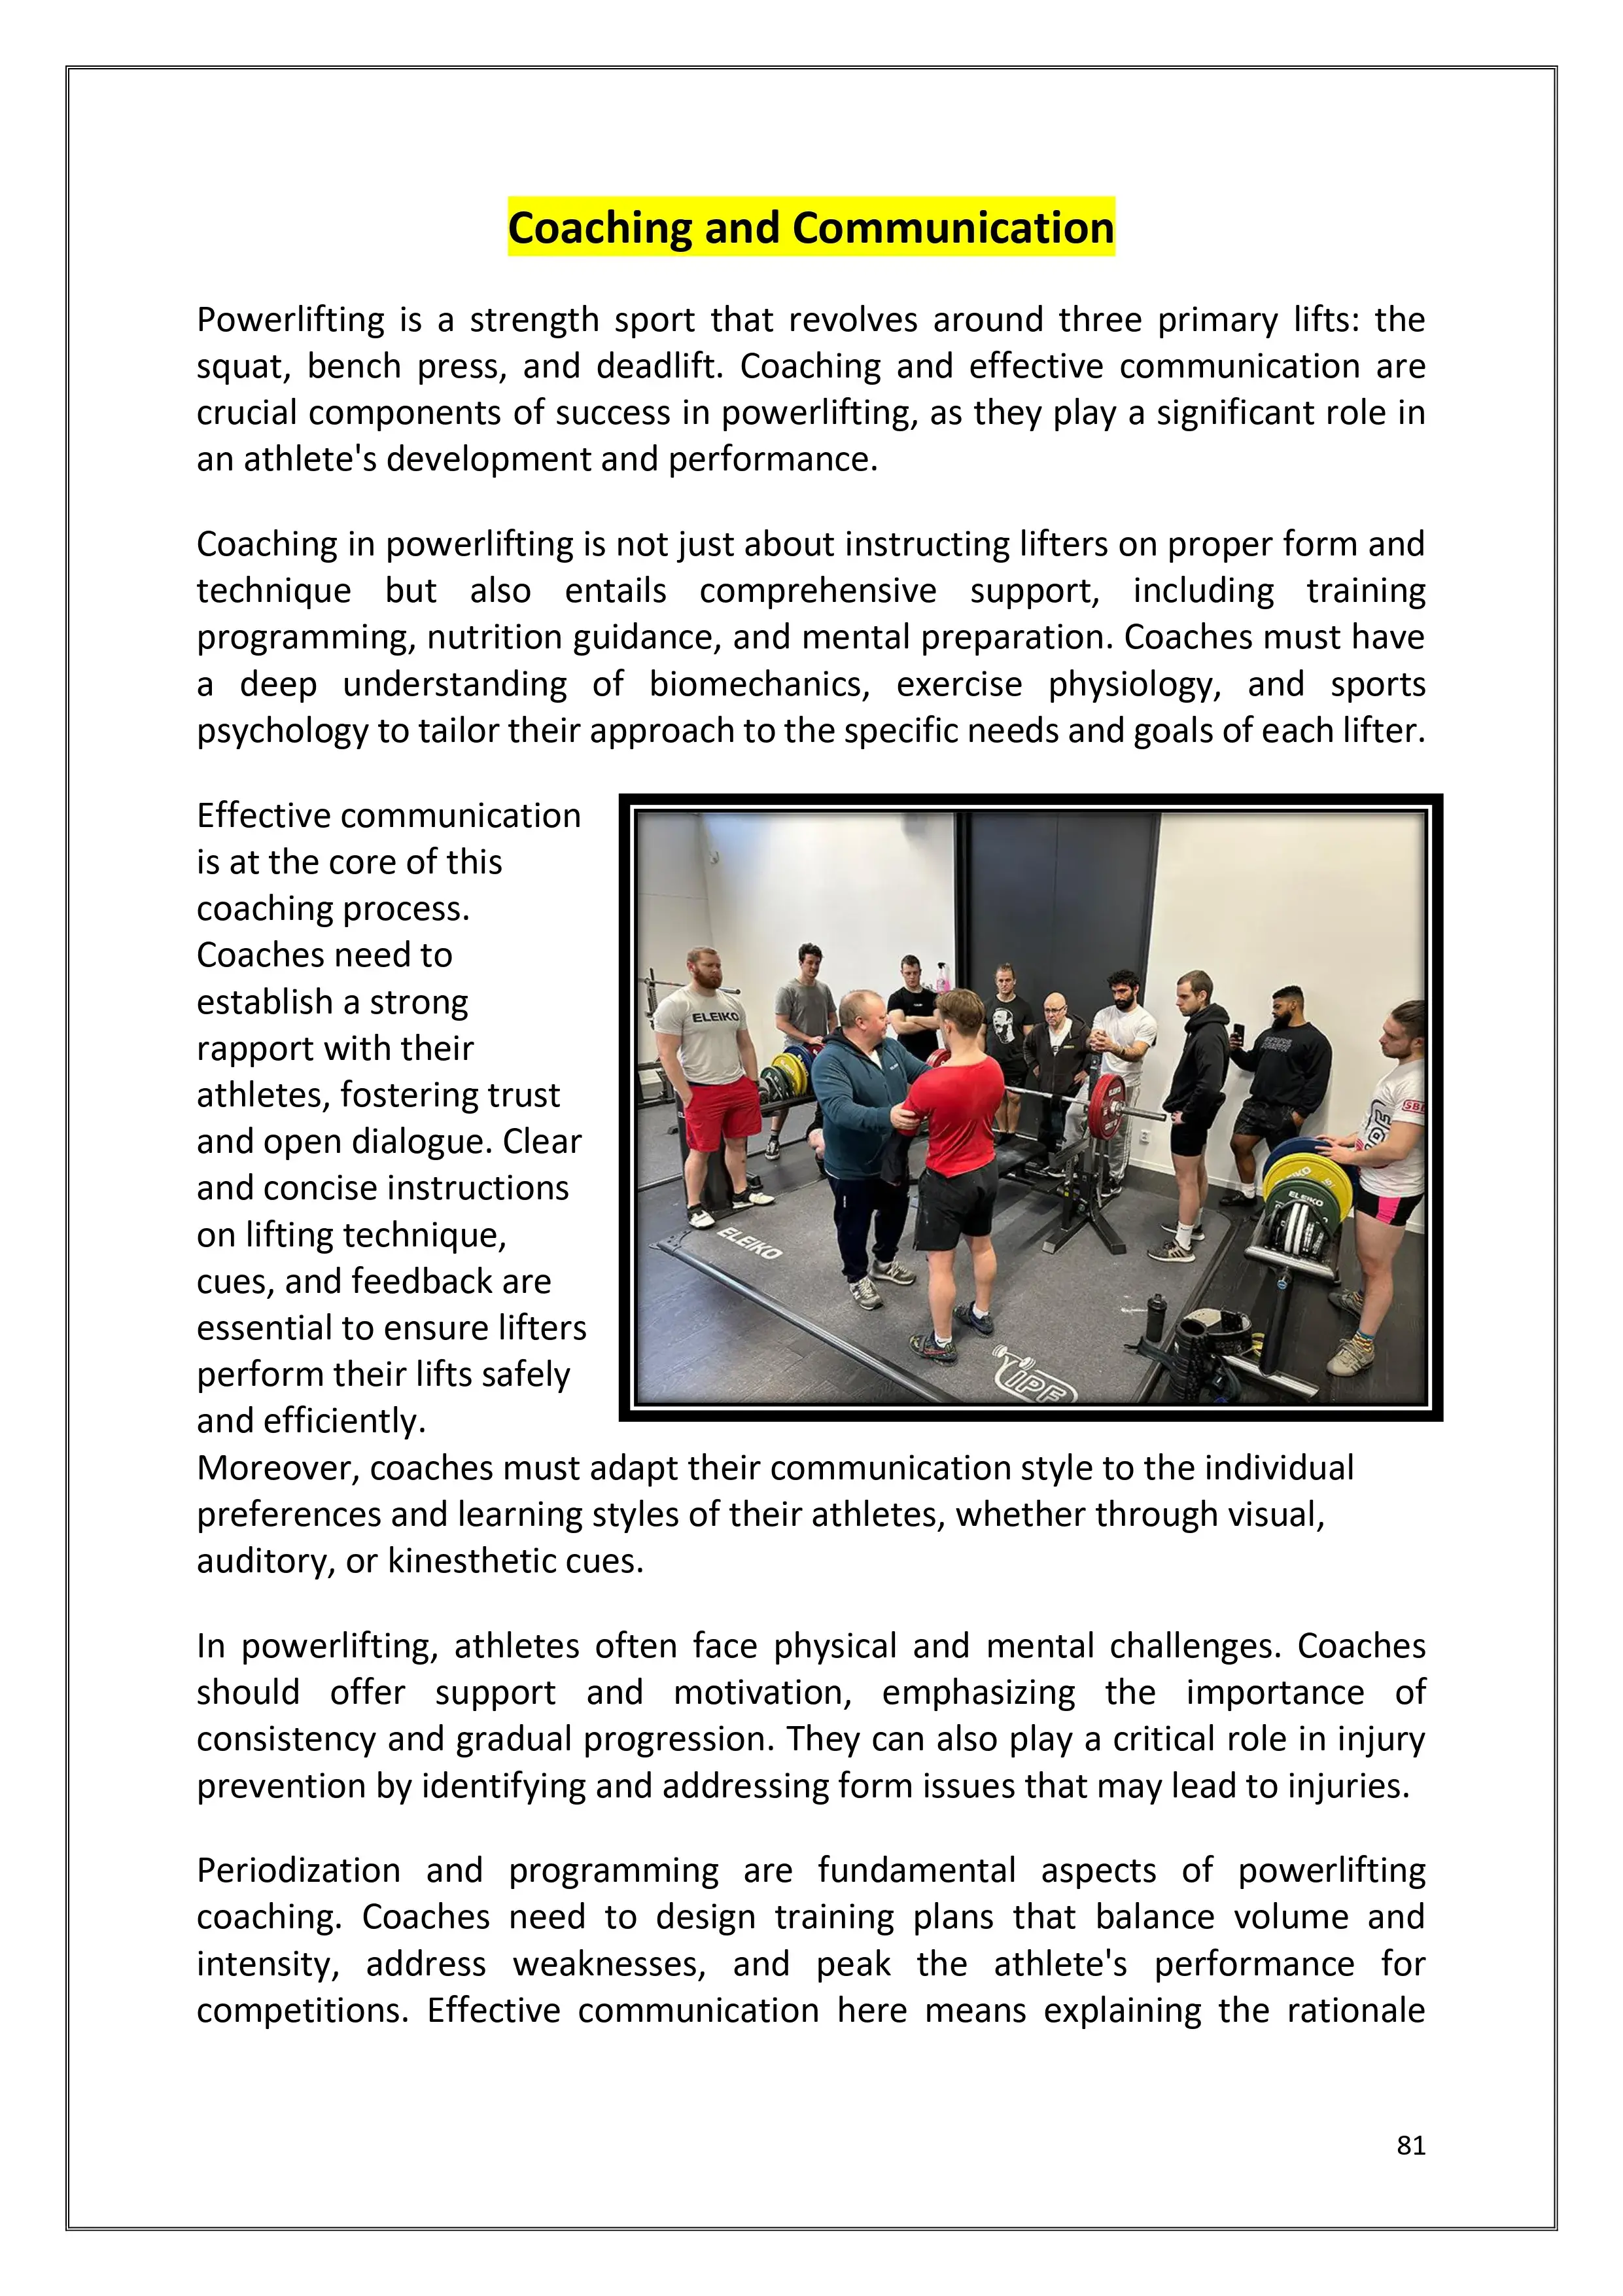 Coaching and Communication
Powerlifting is a strength sport that revolves around three primary lifts: the
squat, bench press, and deadlift. Coaching and effective communication are
crucial components of success in powerlifting, as they play a significant role in
an athlete's development and performance.
Coaching in powerlifting is not just about instructing lifters on proper form and
technique but also entails comprehensive support, including training
programming, nutrition guidance, and mental preparation. Coaches must have
a deep understanding of biomechanics, exercise physiology, and sports
psychology to tailor their approach to the specific needs and goals of each lifter.
Effective communication
is at the core of this
coaching process.
Coaches need to
establish a strong
rapport with their
athletes, fostering trust
and open dialogue. Clear
and concise instructions
on lifting technique,
cues, and feedback are
essential to ensure lifters
perform their lifts safely
and efficiently.
ELEIKO
ELEIKO
ELEIKO
IPF
SBD
Moreover, coaches must adapt their communication style to the individual
preferences and learning styles of their athletes, whether through visual,
auditory, or kinesthetic cues.
In powerlifting, athletes often face physical and mental challenges. Coaches
should offer support and motivation, emphasizing the importance of
consistency and gradual progression. They can also play a critical role in injury
prevention by identifying and addressing form issues that may lead to injuries.
Periodization and programming are fundamental aspects of powerlifting
coaching. Coaches need to design training plans that balance volume and
intensity, address weaknesses, and peak the athlete's performance for
competitions. Effective communication here means explaining the rationale
81